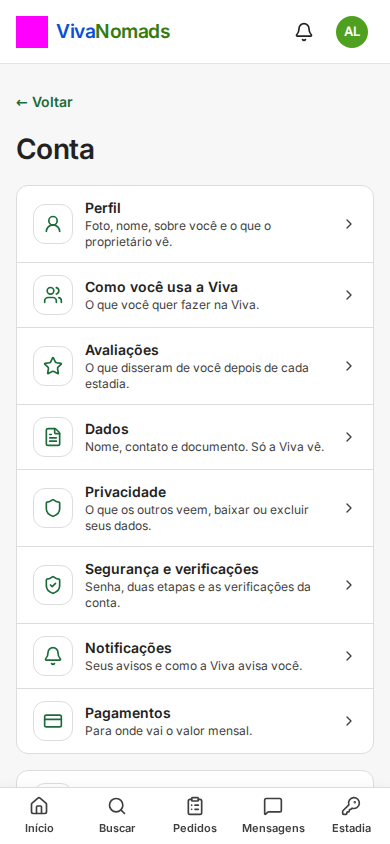 VivaNomads
AL
← Voltar
Conta
Perfil
Foto, nome, sobre você e o que o
proprietário vê.
Como você usa a Viva
O que você quer fazer na Viva.
Avaliações
O que disseram de você depois de cada
estadia.
Dados
Nome, contato e documento. Só a Viva vê.
Privacidade
O que os outros veem, baixar ou excluir
seus dados.
Segurança e verificações
Senha, duas etapas e as verificações da
conta.
Notificações
Seus avisos e como a Viva avisa você.
Pagamentos
Para onde vai o valor mensal.
Início
Buscar
Pedidos
Mensagens
Estadia